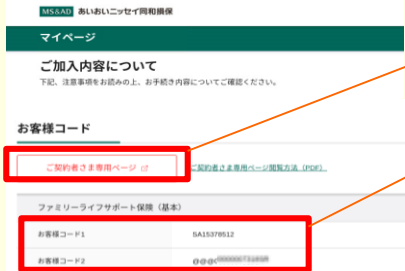 MS&AD あいおいニッセイ同和損保
マイページ
ご加入内容について
下記、注意事項をお読みの上、お手続き内容についてご確認ください。
お客様コード
ご契約者さま専用ページ
ご契約者さま専用ページ閲覧方法（PDF）
ファミリーライフサポート保険（基本）
お客様コード1 SA15376512
お客様コード2